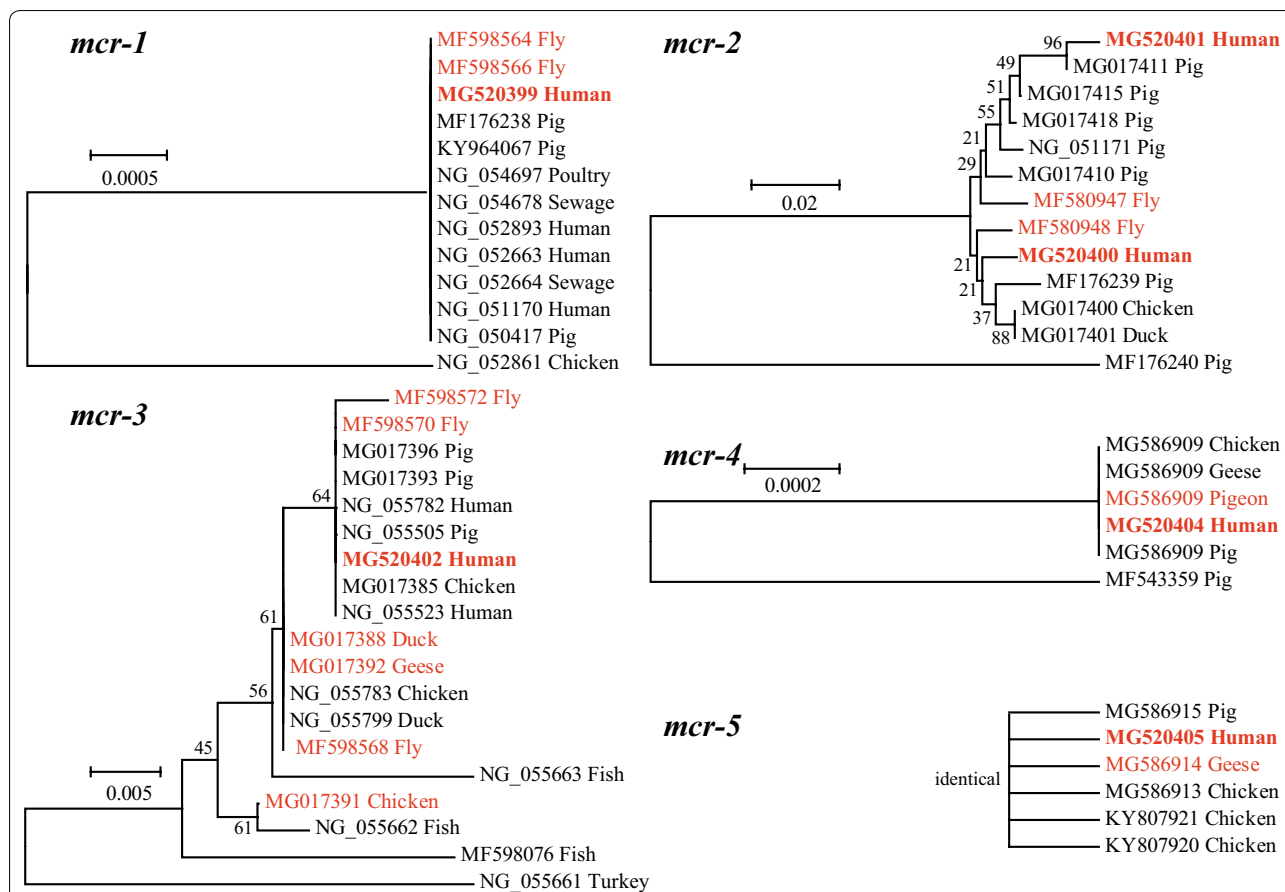 mcr-1
MF598564 Fly
MF598566 Fly
MG520399 Human
MF176238 Pig
KY964067 Pig
0.0005
NG_054697 Poultry
NG_054678 Sewage
NG_052893 Human
NG_052663 Human
NG_052664 Sewage
NG_051170 Human
NG_050417 Pig
NG_052861 Chicken
mcr-2
96
MG520401 Human
49
MG017411 Pig
51
MG017415 Pig
55
MG017418 Pig
21
NG_051171 Pig
29
MG017410 Pig
0.02
MF580947 Fly
MF580948 Fly
21
MG520400 Human
21
MF176239 Pig
37
MG017400 Chicken
88
MG017401 Duck
MF176240 Pig
mcr-3
MF598572 Fly
MF598570 Fly
MG017396 Pig
MG017393 Pig
64
NG_055782 Human
NG_055505 Pig
MG520402 Human
MG017385 Chicken
NG_055523 Human
61
MG017388 Duck
MG017392 Geese
56
NG_055783 Chicken
NG_055799 Duck
45
MF598568 Fly
0.005
NG_055663 Fish
MG017391 Chicken
61
NG_055662 Fish
MF598076 Fish
NG_055661 Turkey
mcr-4
0.0002
MG586909 Chicken
MG586909 Geese
MG586909 Pigeon
MG520404 Human
MG586909 Pig
MF543359 Pig
mcr-5
identical
MG586915 Pig
MG520405 Human
MG586914 Geese
MG586913 Chicken
KY807921 Chicken
KY807920 Chicken